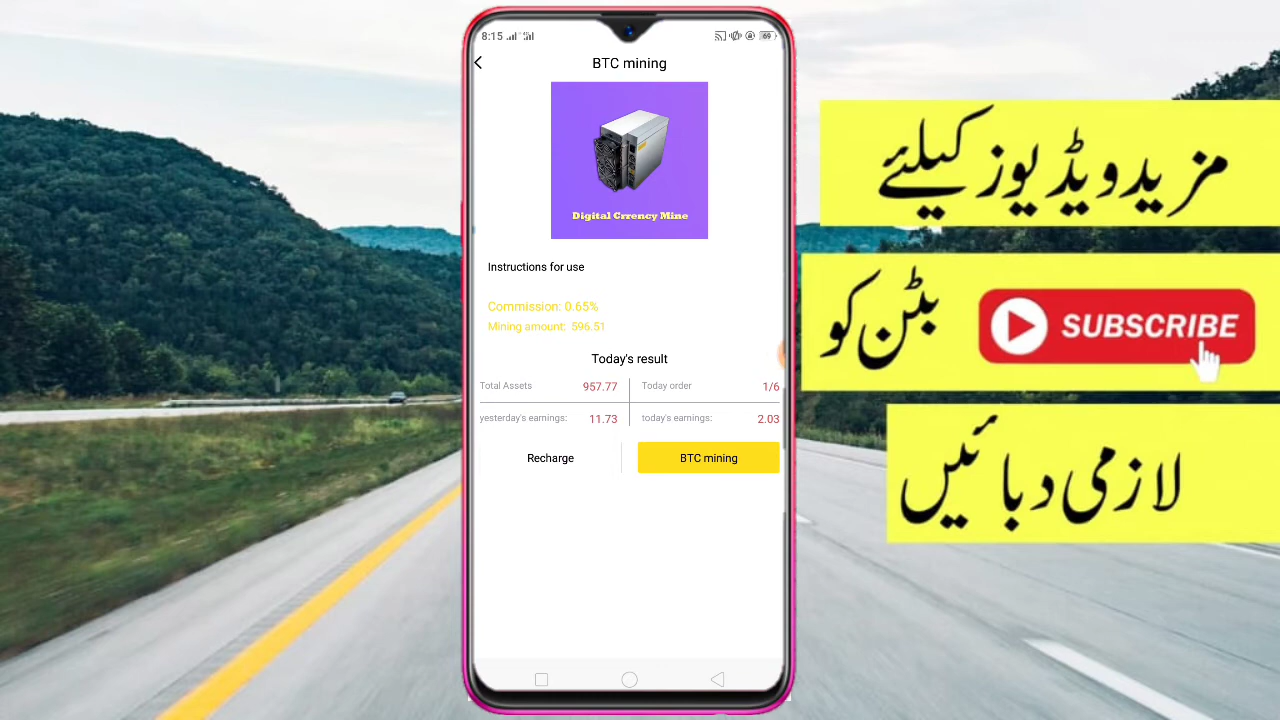 8:15
69
BTC mining
Digital Crrency Mine
Instructions for use
Commission: 0.65%
Mining amount: 596.51
Today's result
Total Assets 957.77 Today order 1/6
yesterday's earnings: 11.73 today's earnings: 2.03
Recharge BTC mining
مزید ویڈیوز کیلئے
بٹن کو SUBSCRIBE
لازمی دبائیں